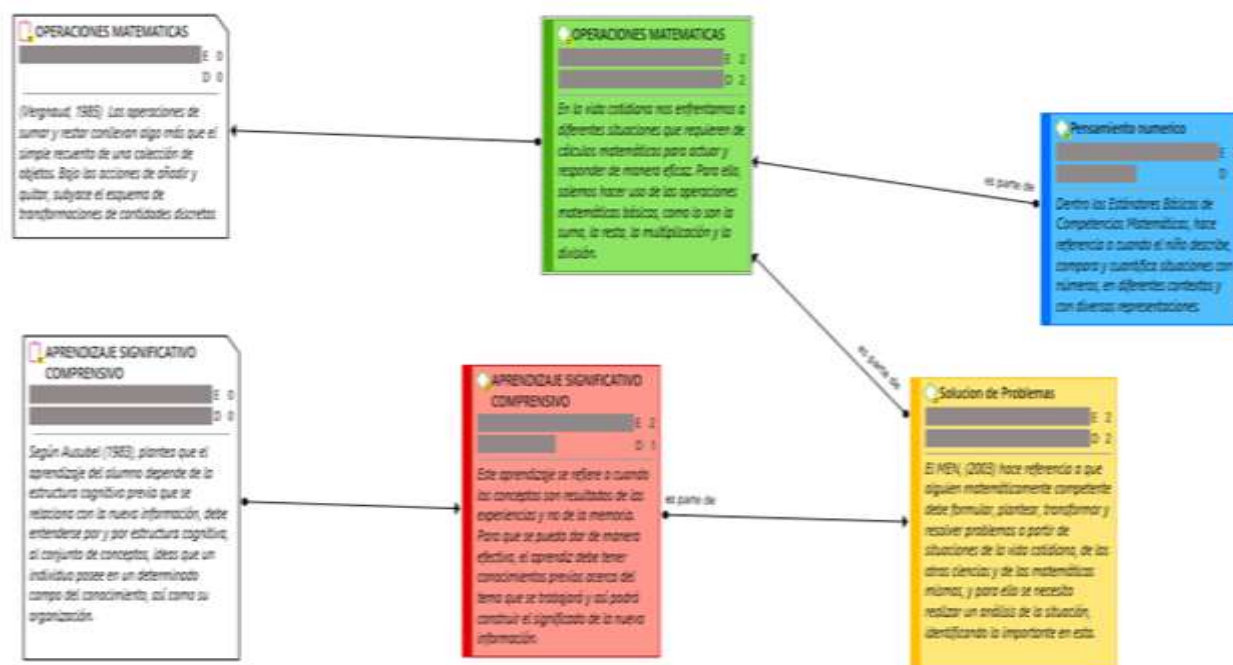 OPERACIONES MATEMATICAS
E 0
D 0
(Vergnaud, 1985) Las operaciones de
sumar y restar conllevan algo más que el
simple recuento de una colección de
objetos. Bajo las acciones de añadir y
quitar, subyace el esquema de
transformaciones de cantidades discretas.
OPERACIONES MATEMATICAS
E 2
D 2
En la vida cotidiana nos enfrentamos a
diferentes situaciones que requieren de
cálculos matemáticos para actuar y
responder de manera eficaz. Para ello,
solemos hacer uso de las operaciones
matemáticas básicas, como lo son la
suma, la resta, la multiplicación y la
división.
es parte de
Pensamiento numerico
E
D
Dentro los Estándares Básicos de
Competencias Matemáticas, hace
referencia a cuando el niño describe,
compara y cuantifica situaciones con
números, en diferentes contextos y
con diversas representaciones.
es parte de
APRENDIZAJE SIGNIFICATIVO
COMPRENSIVO
E 0
D 0
Según Ausubel (1983), plantea que el
aprendizaje del alumno depende de la
estructura cognitiva previa que se
relaciona con la nueva información, debe
entenderse por y por estructura cognitiva,
al conjunto de conceptos, ideas que un
individuo posee en un determinado
campo del conocimiento, así como su
organización.
APRENDIZAJE SIGNIFICATIVO
COMPRENSIVO
E 2
D 1
Este aprendizaje se refiere a cuando
los conceptos son resultados de las
experiencias y no de la memoria.
Para que se pueda dar de manera
efectiva, el aprendiz debe tener
conocimientos previos acerca del
tema que se trabajará y así podrá
construir el significado de la nueva
información.
es parte de
Solucion de Problemas
E 2
D 2
El MEN, (2003) hace referencia a que
alguien matemáticamente competente
debe formular, plantear, transformar y
resolver problemas a partir de
situaciones de la vida cotidiana, de las
otras ciencias y de las matemáticas
mismas, y para ello se necesita
realizar un análisis de la situación,
identificando lo importante en esta.